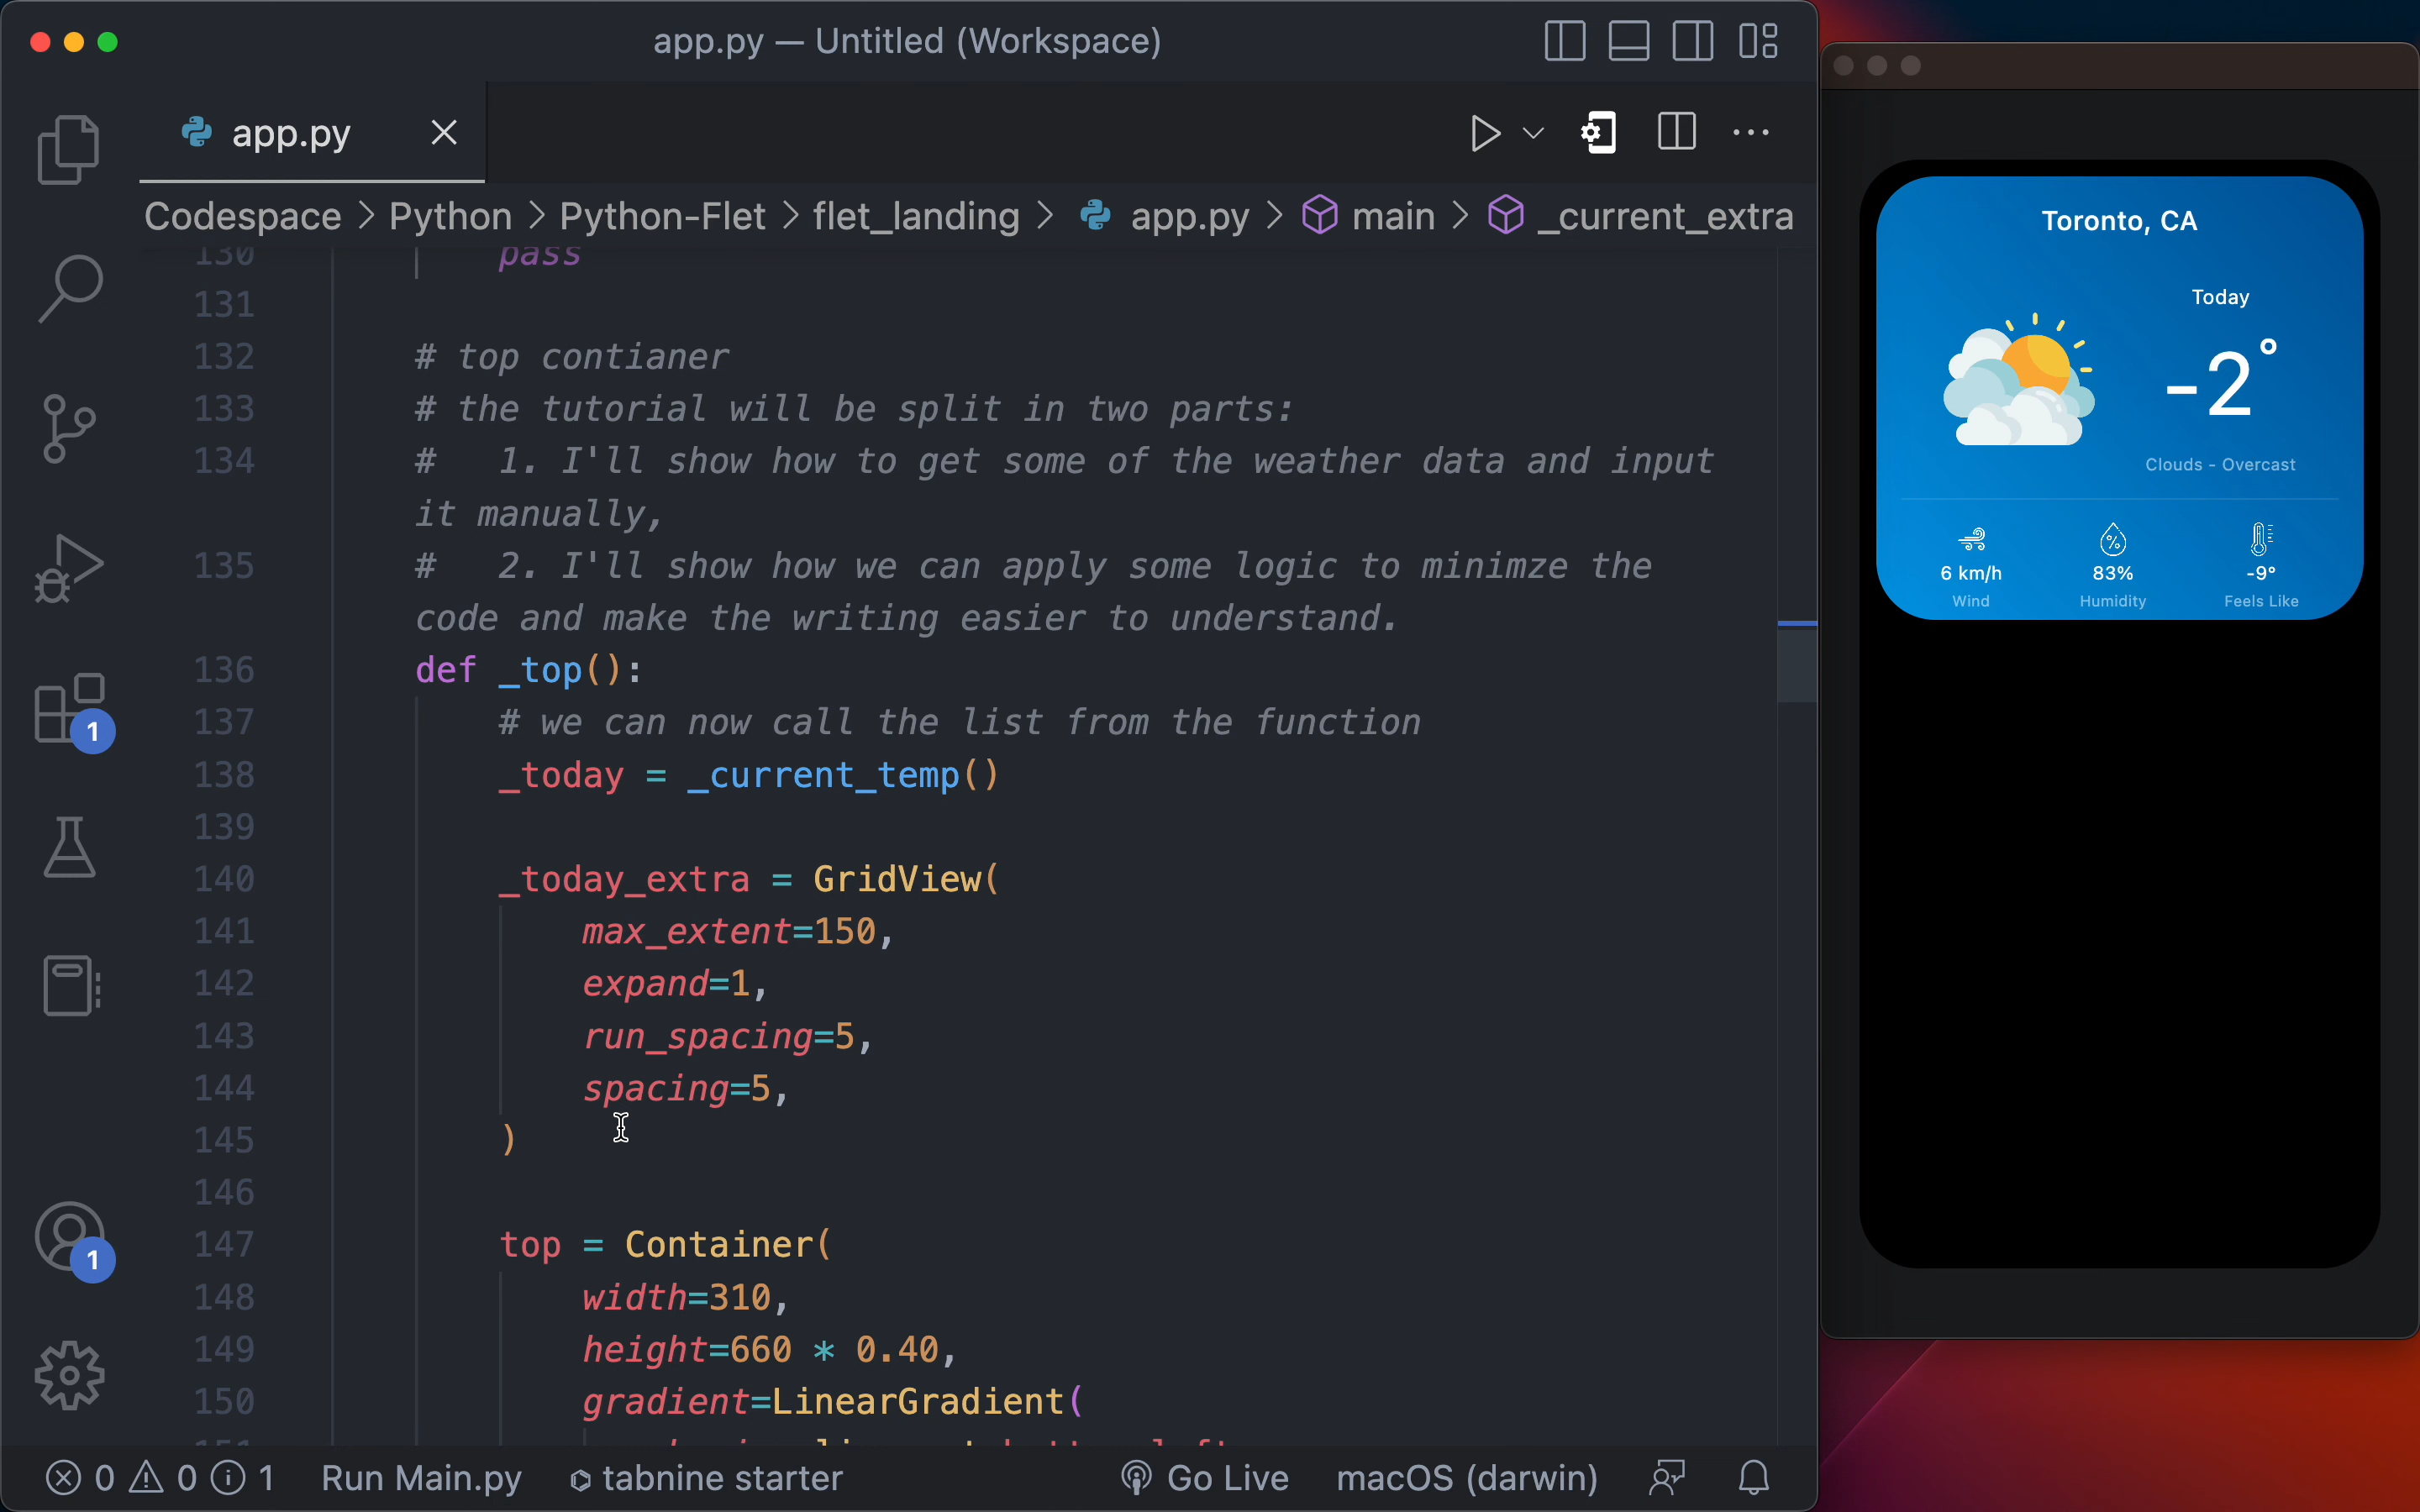 app.py — Untitled (Workspace)
app.py
Codespace > Python > Python-Flet > flet_landing > app.py > main > _current_extra
130 pass
131
132 # top contianer
133 # the tutorial will be split in two parts:
134 #   1. I'll show how to get some of the weather data and input
it manually,
135 #   2. I'll show how we can apply some logic to minimze the
code and make the writing easier to understand.
136 def _top():
137 # we can now call the list from the function
138 _today = _current_temp()
139
140 _today_extra = GridView(
141 max_extent=150,
142 expand=1,
143 run_spacing=5,
144 spacing=5,
145 )
146
147 top = Container(
148 width=310,
149 height=660 * 0.40,
150 gradient=LinearGradient(
1
1
0 0 1 Run Main.py tabnine starter Go Live macOS (darwin)
Toronto, CA
Today
-2°
Clouds - Overcast
%
6 km/h 83% -9°
Wind Humidity Feels Like